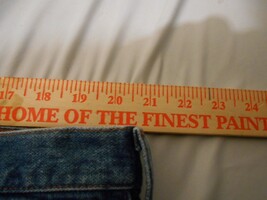 17 18 19 20 21 22 23 24
HOME OF THE FINEST PAINT